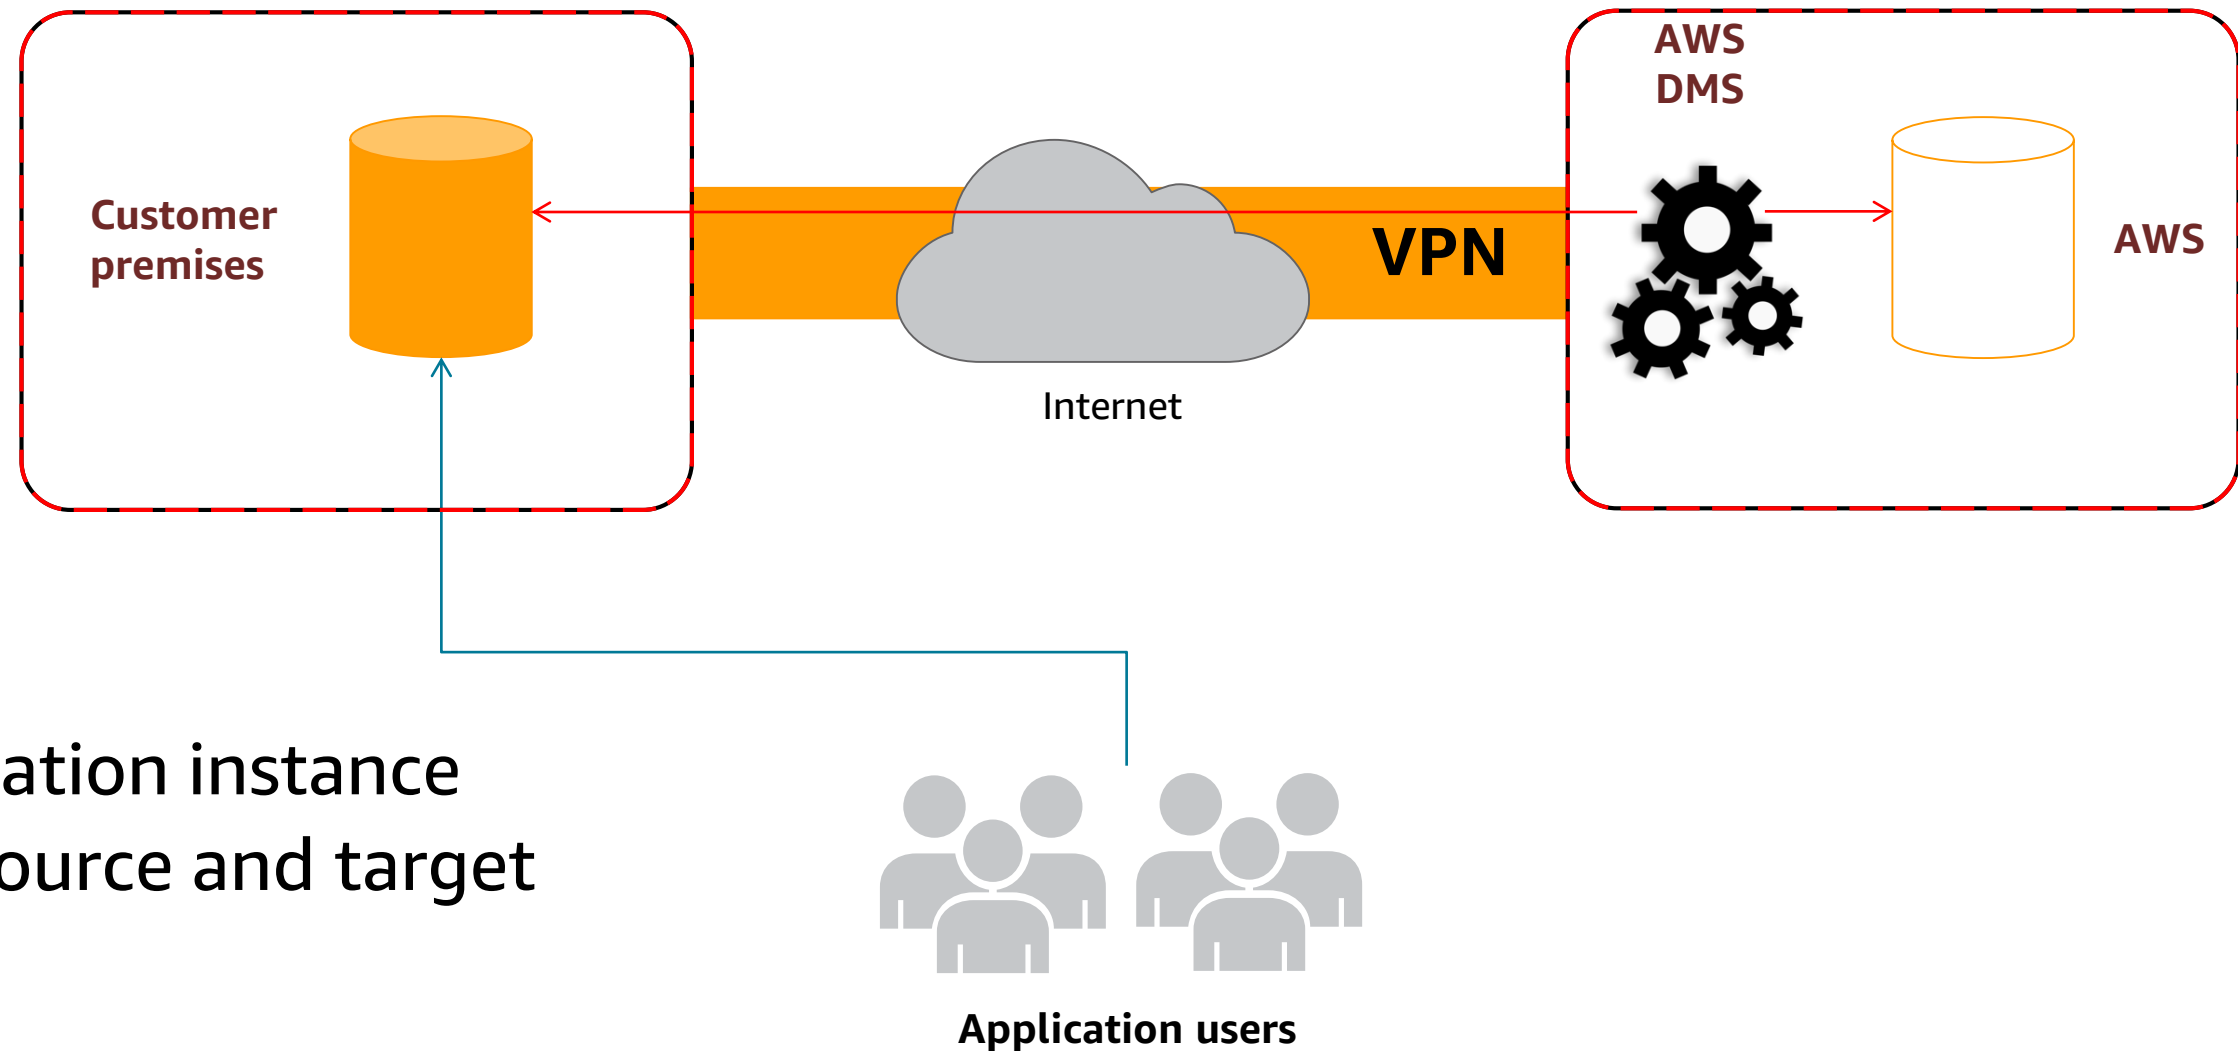 AWS
DMS
Customer
premises
VPN
AWS
Internet
ation instance
ource and target
Application users